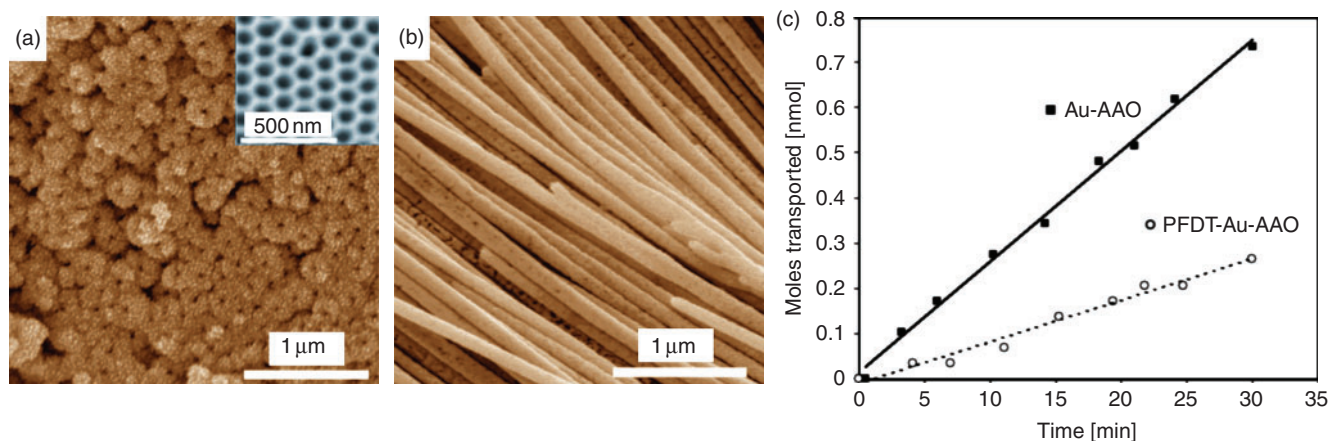 (a)
500 nm
1 μm
(b)
1 μm
(c)
Moles transported [nmol]
0.8
0.7
0.6
0.5
0.4
0.3
0.2
0.1
0
Au-AAO
PFDT-Au-AAO
0 5 10 15 20 25 30 35
Time [min]